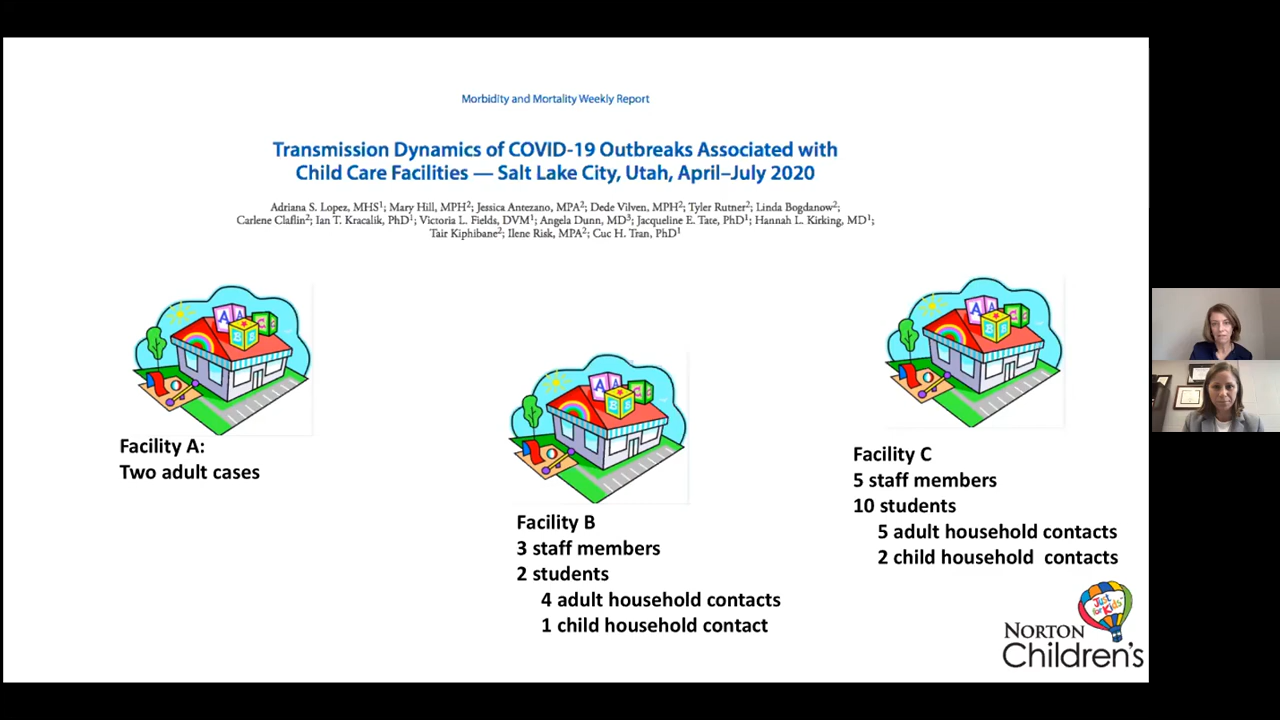 Morbidity and Mortality Weekly Report
Transmission Dynamics of COVID-19 Outbreaks Associated with
Child Care Facilities — Salt Lake City, Utah, April–July 2020
Adriana S. Lopez, MHS1; Mary Hill, MPH2; Jessica Antezano, MPA2; Dede Vilven, MPH2; Tyler Rutner2; Linda Bogdanow2;
Carlene Claflin2; Ian T. Kracalik, PhD1; Victoria L. Fields, DVM1; Angela Dunn, MD3; Jacqueline E. Tate, PhD1; Hannah L. Kirking, MD1;
Tair Kiphibane2; Ilene Risk, MPA2; Cuc H. Tran, PhD1
Facility A:
Two adult cases
Facility B
3 staff members
2 students
4 adult household contacts
1 child household contact
Facility C
5 staff members
10 students
5 adult household contacts
2 child household contacts
Just for Kids
NORTON
Children's